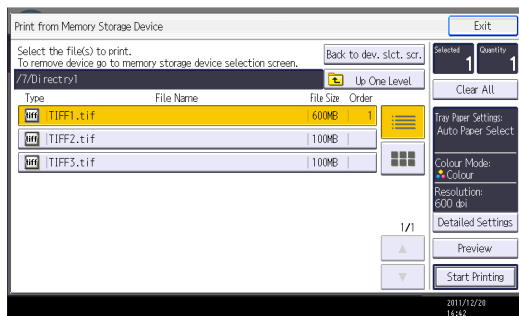 Print from Memory Storage Device
Exit
Select the file(s) to print.
To remove device go to memory storage device selection screen.
Back to dev. slct. scr.
Selected
1
Quantity
1
/7/Directry1
Up One Level
Clear All
Type File Name File Size Order
tiff TIFF1.tif 600MB 1
tiff TIFF2.tif 100MB
tiff TIFF3.tif 100MB
Tray Paper Settings:
Auto Paper Select
Colour Mode:
Colour
Resolution:
600 dpi
1/1
Detailed Settings
Preview
Start Printing
2011/12/20
16:42